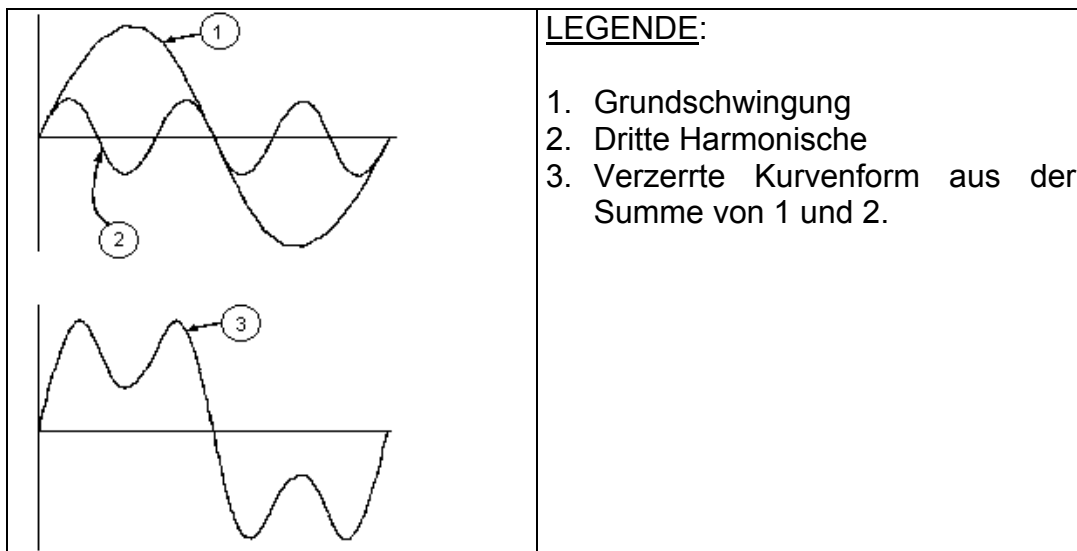 1
2
3
LEGENDE:
1. Grundschwingung
2. Dritte Harmonische
3. Verzerrte Kurvenform aus der
Summe von 1 und 2.